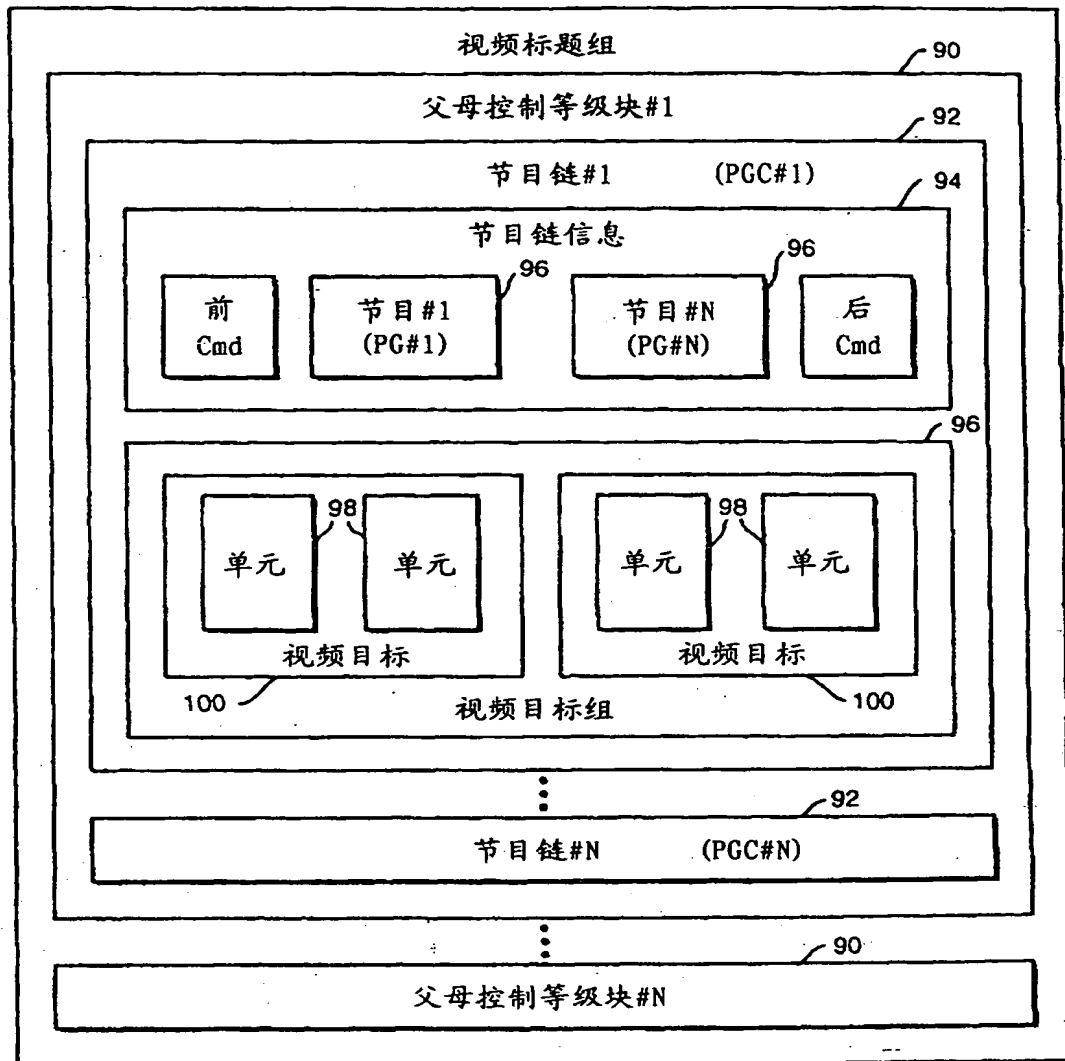 视频标题组
90
父母控制等级块#1
92
节目链#1 (PGC#1)
94
节目链信息
96 96
前 节目#1 节目#N 后
Cmd (PG#1) (PG#N) Cmd
96
98 98
单元 单元 单元 单元
视频目标 视频目标
100 视频目标组 100
92
节目链#N (PGC#N)
90
父母控制等级块#N